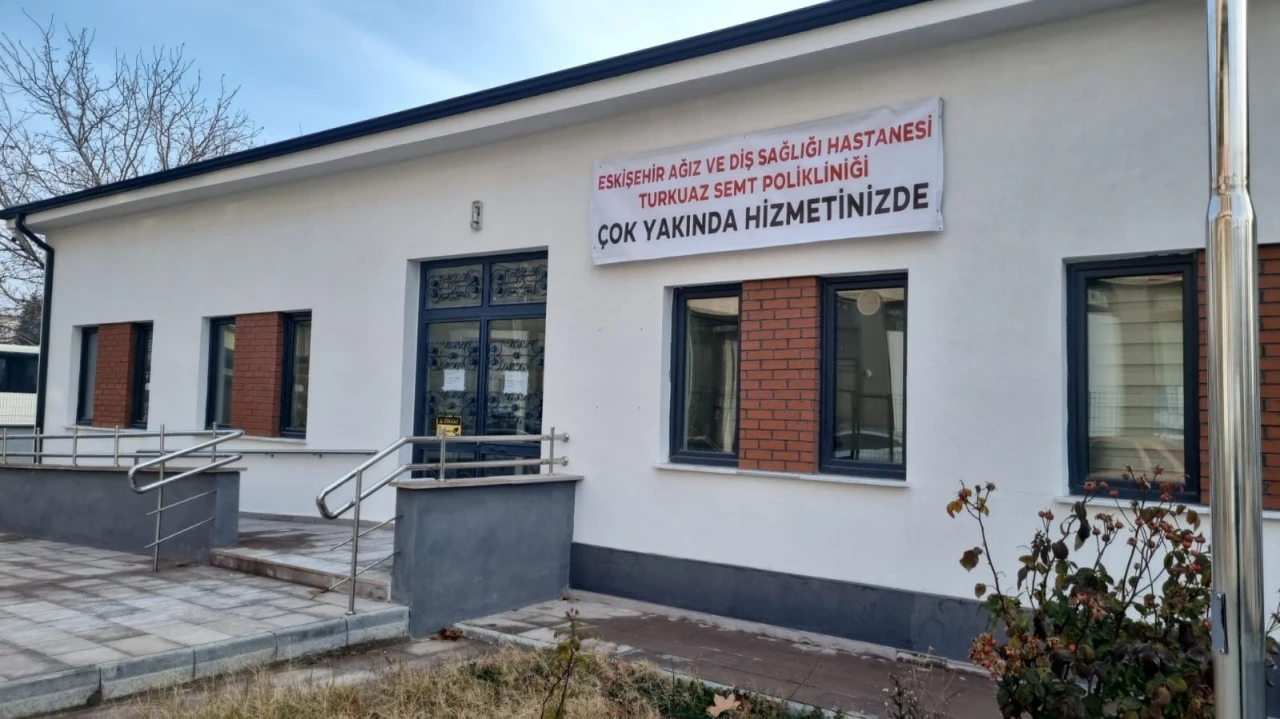 ESKİŞEHİR AĞIZ VE DİŞ SAĞLIĞI HASTANESİ
TURKUAZ SEMT POLİKLİNİĞİ
ÇOK YAKINDA HİZMETİNİZDE